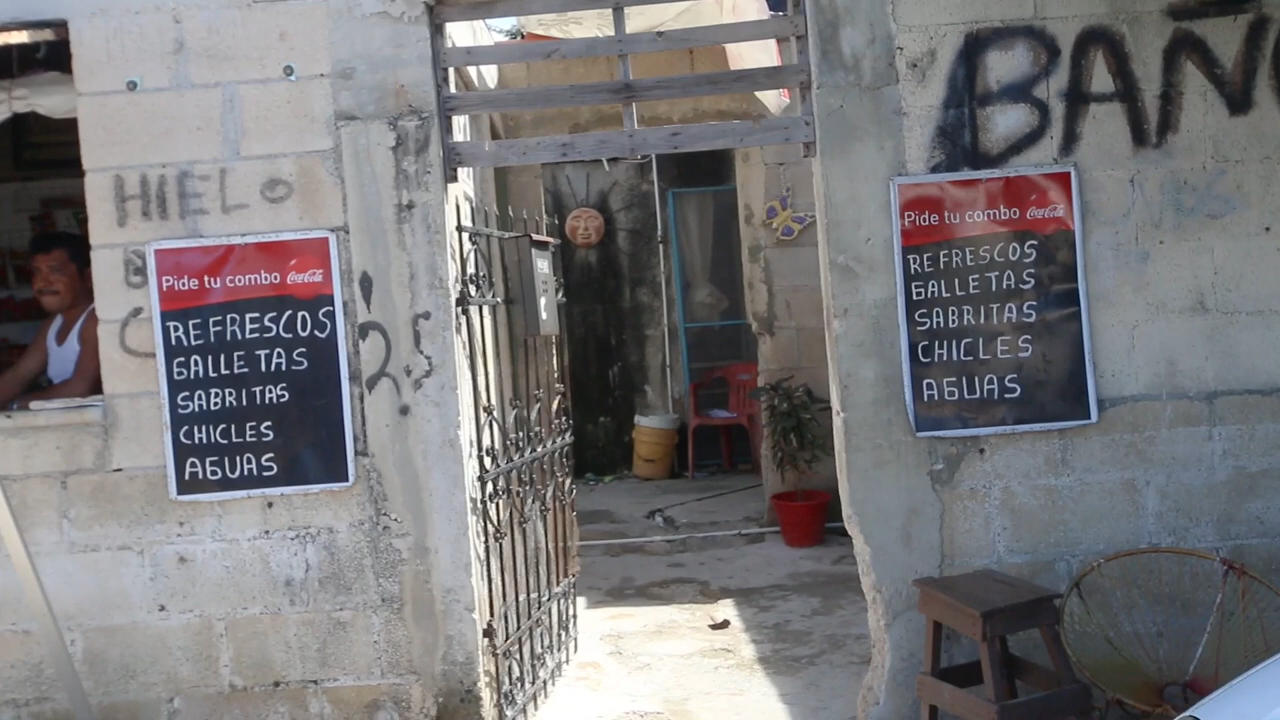 HIELO
Pide tu combo Coca-Cola
REFRESCOS
GALLETAS
SABRITAS
CHICLES
AGUAS
BAÑ
Pide tu combo Coca-Cola
REFRESCOS
GALLETAS
SABRITAS
CHICLES
AGUAS